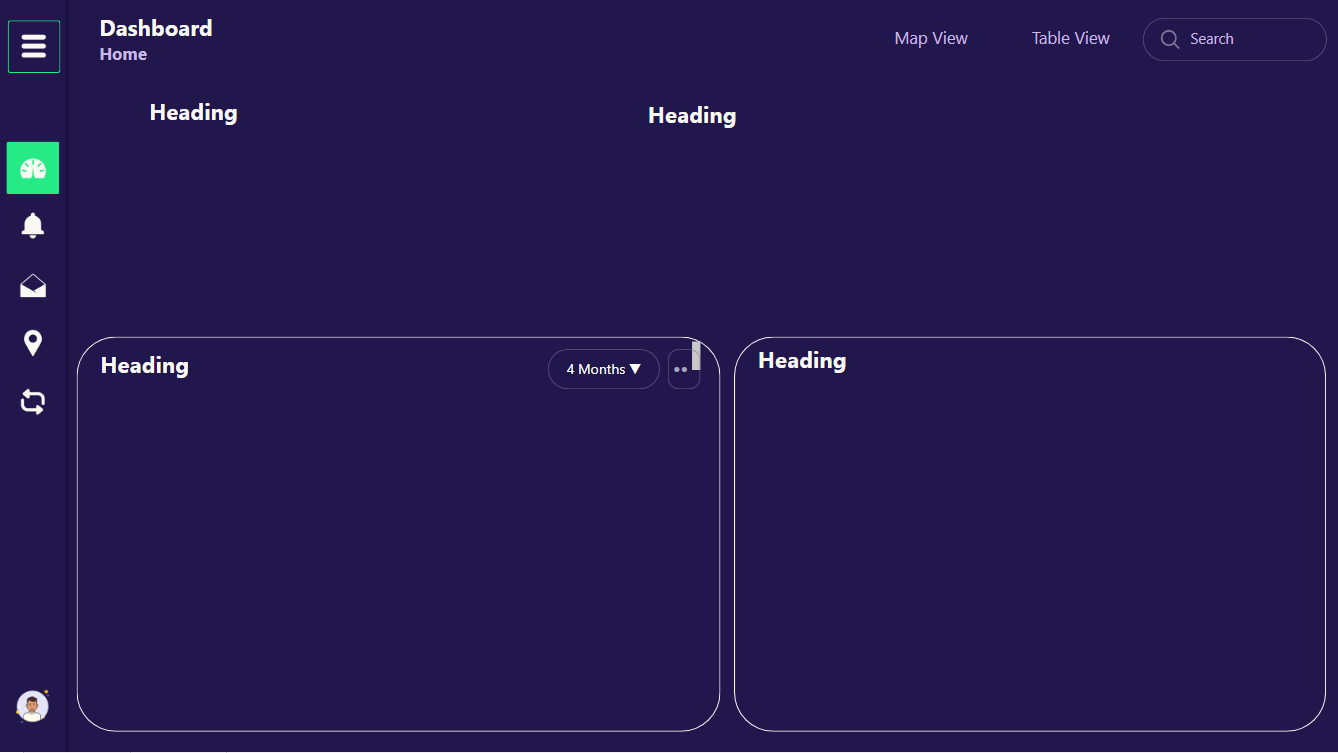 Dashboard
Home
Map View
Table View
Search
Heading
Heading
Heading
4 Months ▼
Heading